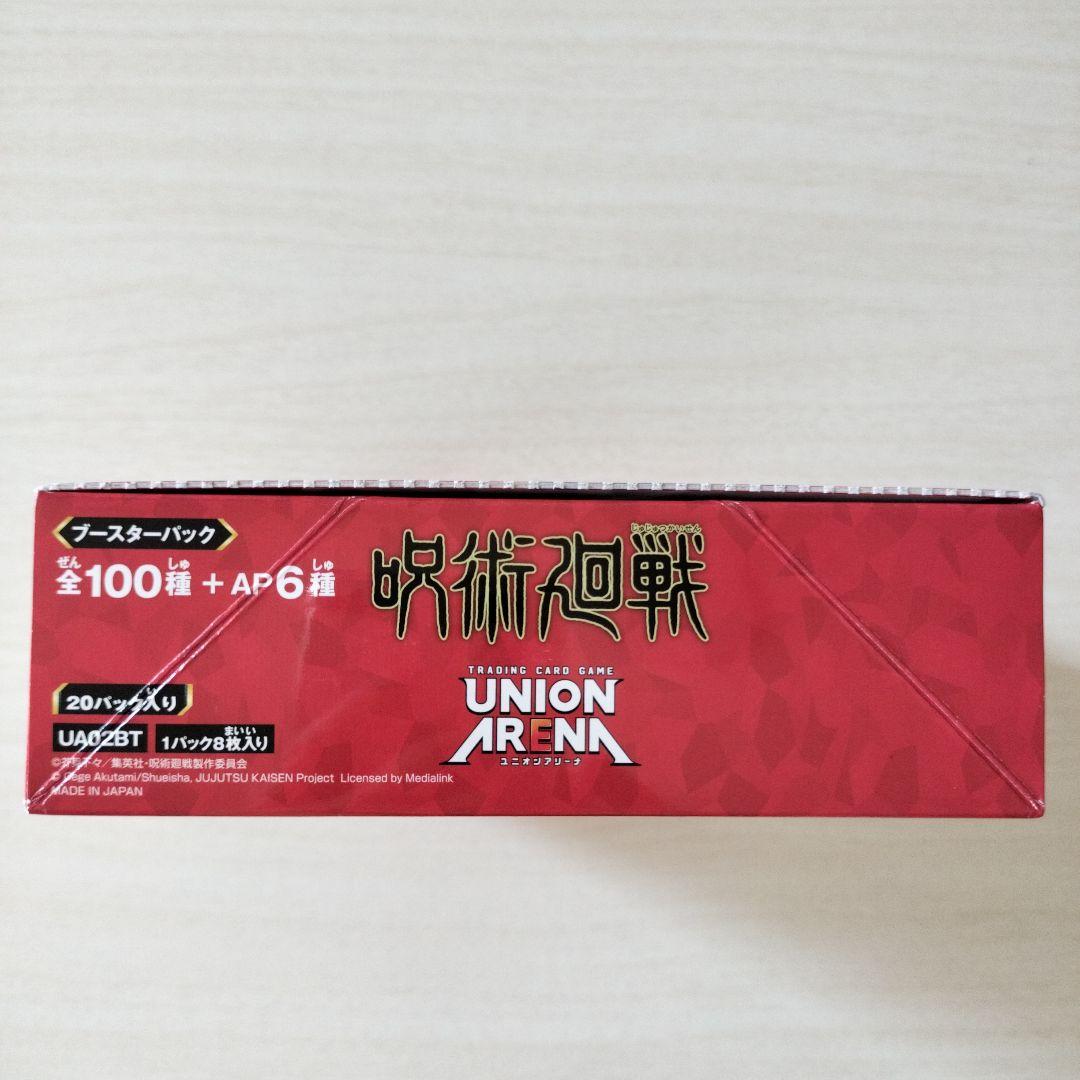 ブースターパック
ぜん しゅ しゅ
全100種 + AP6種
じゅじゅつかいせん
呪術廻戦
TRADING CARD GAME
UNION
ARENA
ユニオンアリーナ
20パック入り
UA02BT
まいい
1パック8枚入り
©芥見下々/集英社・呪術廻戦製作委員会
© Gege Akutami/Shueisha, JUJUTSU KAISEN Project Licensed by Medialink
MADE IN JAPAN